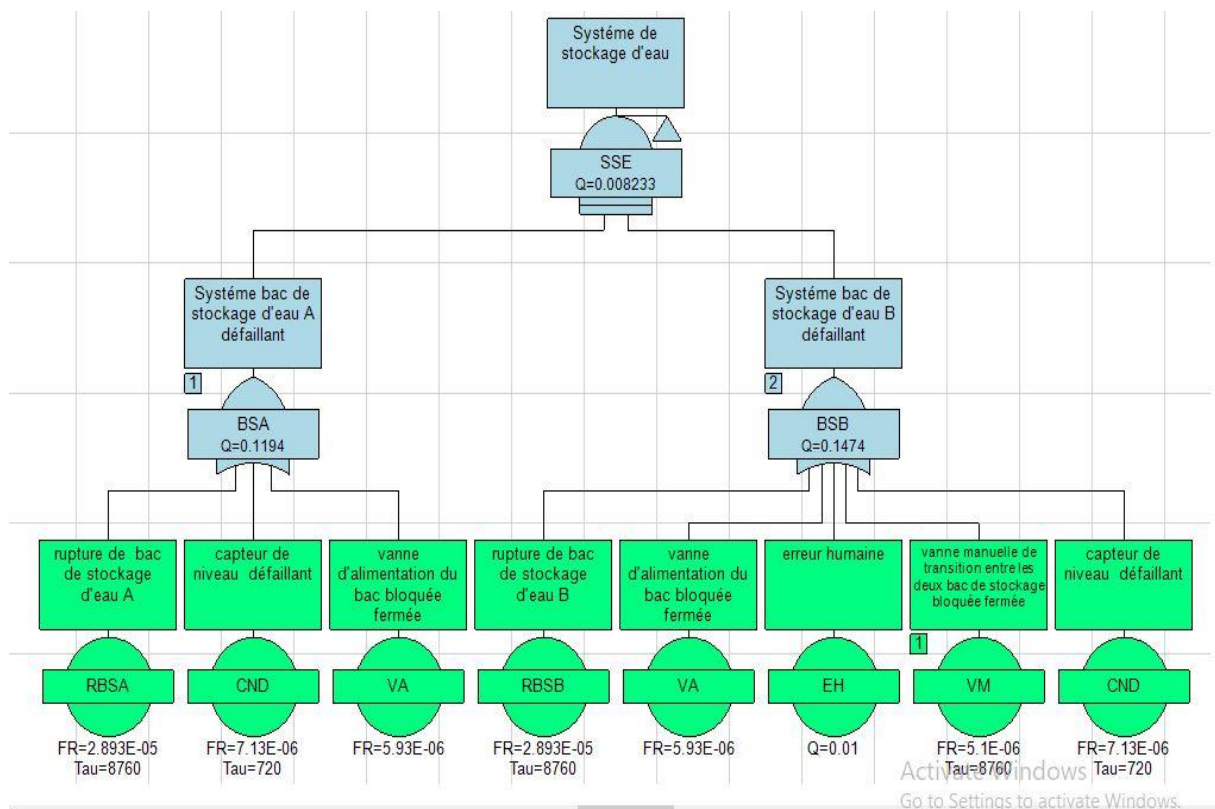 Systéme de
stockage d'eau
SSE
Q=0.008233
Systéme bac de
stockage d'eau A
défaillant
1
BSA
Q=0.1194
Systéme bac de
stockage d'eau B
défaillant
2
BSB
Q=0.1474
rupture de bac
de stockage
d'eau A
RBSA
FR=2.893E-05
Tau=8760
capteur de
niveau défaillant
CND
FR=7.13E-06
Tau=720
vanne
d'alimentation du
bac bloquée
fermée
VA
FR=5.93E-06
rupture de bac
de stockage
d'eau B
RBSB
FR=2.893E-05
Tau=8760
vanne
d'alimentation du
bac bloquée
fermée
VA
FR=5.93E-06
erreur humaine
EH
Q=0.01
vanne manuelle de
transition entre les
deux bac de stockage
bloquée fermée
1
VM
FR=5.1E-06
Tau=8760
capteur de
niveau défaillant
CND
FR=7.13E-06
Tau=720
Activate Windows
Go to Settings to activate Windows.